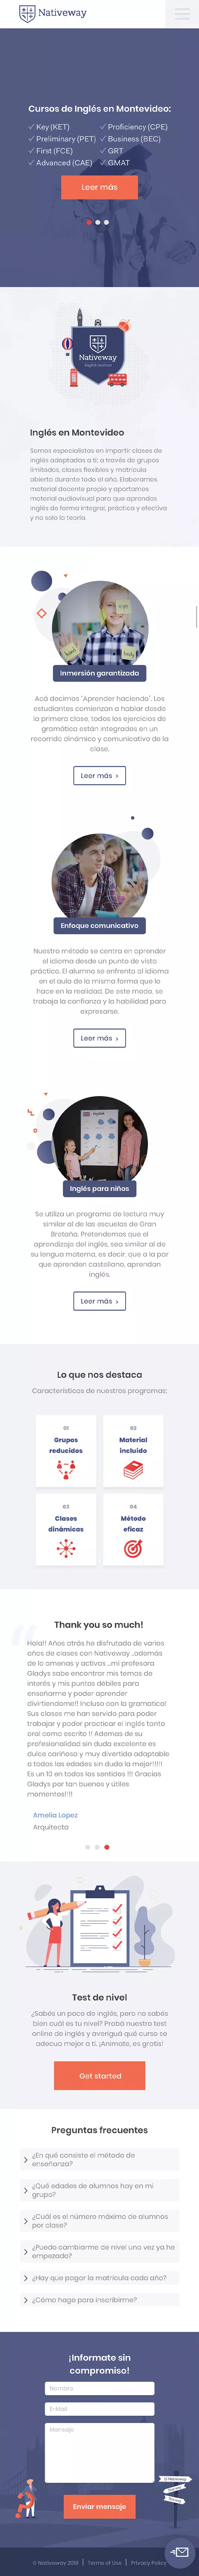 Nativeway
Cursos de Inglés en Montevideo:
✓ Key (KET)
✓ Preliminary (PET)
✓ First (FCE)
✓ Advanced (CAE)
✓ Proficiency (CPE)
✓ Business (BEC)
✓ GRT
✓ GMAT
Leer más
Nativeway
Inglés en Montevideo
Somos especialistas en impartir clases de
inglés adaptadas a ti: a través de grupos
limitados, clases flexibles y matrícula
abierta durante todo el año. Elaboramos
material docente propio y aportamos
material audiovisual para que aprendas
inglés de forma integral, práctica y efectiva
y no solo la teoría.
Inmersión garantizada
Acá decimos "Aprender haciendo". Los
estudiantes comienzan a hablar desde
la primera clase, todos los ejercicios de
gramática están integrados en un
recorrido dinámico y comunicativo de la
clase.
Leer más >
Enfoque comunicativo
Nuestro método se centra en aprender
el idioma desde un punto de vista
práctico. El alumno se enfrenta al idioma
en el aula de la misma forma que lo
hace en la realidad. De este modo, se
trabaja la confianza y la habilidad para
expresarse.
Leer más >
Inglés para niños
Se utiliza un programa de lectura muy
similar al de las escuelas de Gran
Bretaña. Pretendemos que el
aprendizaje del inglés, sea similar al de
su lengua materna, es decir, que a la par
que aprenden castellano, aprendan
inglés.
Leer más >
Lo que nos destaca
Características de nuestros programas:
01
Grupos
reducidos
02
Material
incluido
03
Clases
dinámicas
04
Método
eficaz
Thank you so much!
Hola!! Años atrás he disfrutado de varios
años de clases con Nativeway ..además
de lo amenas y activas ...mi profesora
Gladys sabe encontrar mis temas de
interés y mis puntos débiles para
enseñarme y poder aprender
divirtiendome!! Incluso con la gramatica!
Sus clases me han servido para poder
trabajar y poder practicar el inglés tanto
oral como escrito !! Ademas de su
profesionalidad sin duda excelente es
dulce cariñosa y muy divertida adaptable
a todas las edades sin duda la mejor!!!!!
Es un 10 en todos los sentidos !!! Gracias
Gladys por tan buenas y útiles
momentos!!!!
Amelia Lopez
Arquitecta
Test de nivel
¿Sabés un poco de inglés, pero no sabés
bien cuál es tu nivel? Probá nuestro test
online de inglés y averiguá qué curso se
adecua mejor a ti. ¡Animate, es gratis!
Get started
Preguntas frecuentes
¿En qué consiste el método de
enseñanza?
¿Qué edades de alumnos hay en mi
grupo?
¿Cuál es el número máximo de alumnos
por clase?
¿Puedo cambiarme de nivel una vez ya he
empezado?
¿Hay que pagar la matrícula cada año?
¿Cómo hago para inscribirme?
¡Informate sin
compromiso!
Nombre
E-Mail
Mensaje
Enviar mensaje
© Nativeway 2019 | Terms of Use | Privacy Policy